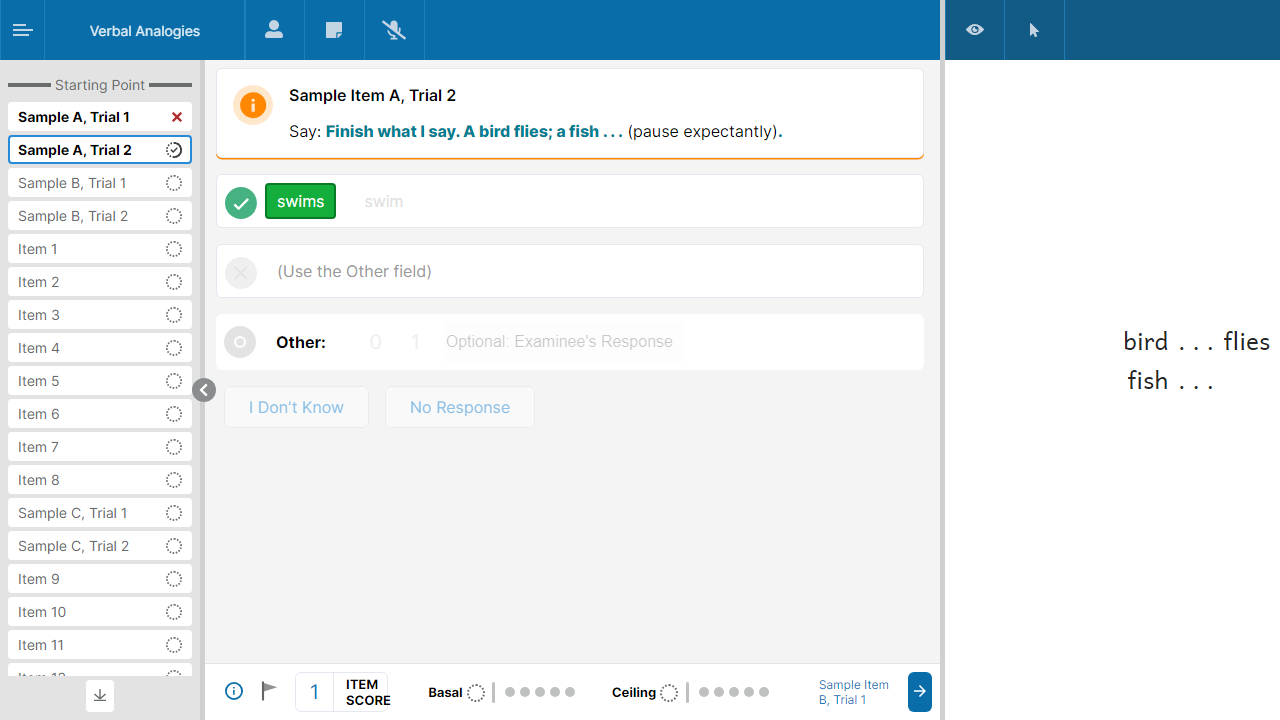 Verbal Analogies
Starting Point
Sample A, Trial 1
Sample A, Trial 2
Sample B, Trial 1
Sample B, Trial 2
Item 1
Item 2
Item 3
Item 4
Item 5
Item 6
Item 7
Item 8
Sample C, Trial 1
Sample C, Trial 2
Item 9
Item 10
Item 11
Sample Item A, Trial 2
Say: Finish what I say. A bird flies; a fish . . . (pause expectantly).
swims swim
(Use the Other field)
Other: 0 1 Optional: Examinee's Response
I Don't Know No Response
1 ITEM SCORE
Basal
Ceiling
Sample Item
B, Trial 1
bird . . . flies
fish . . .